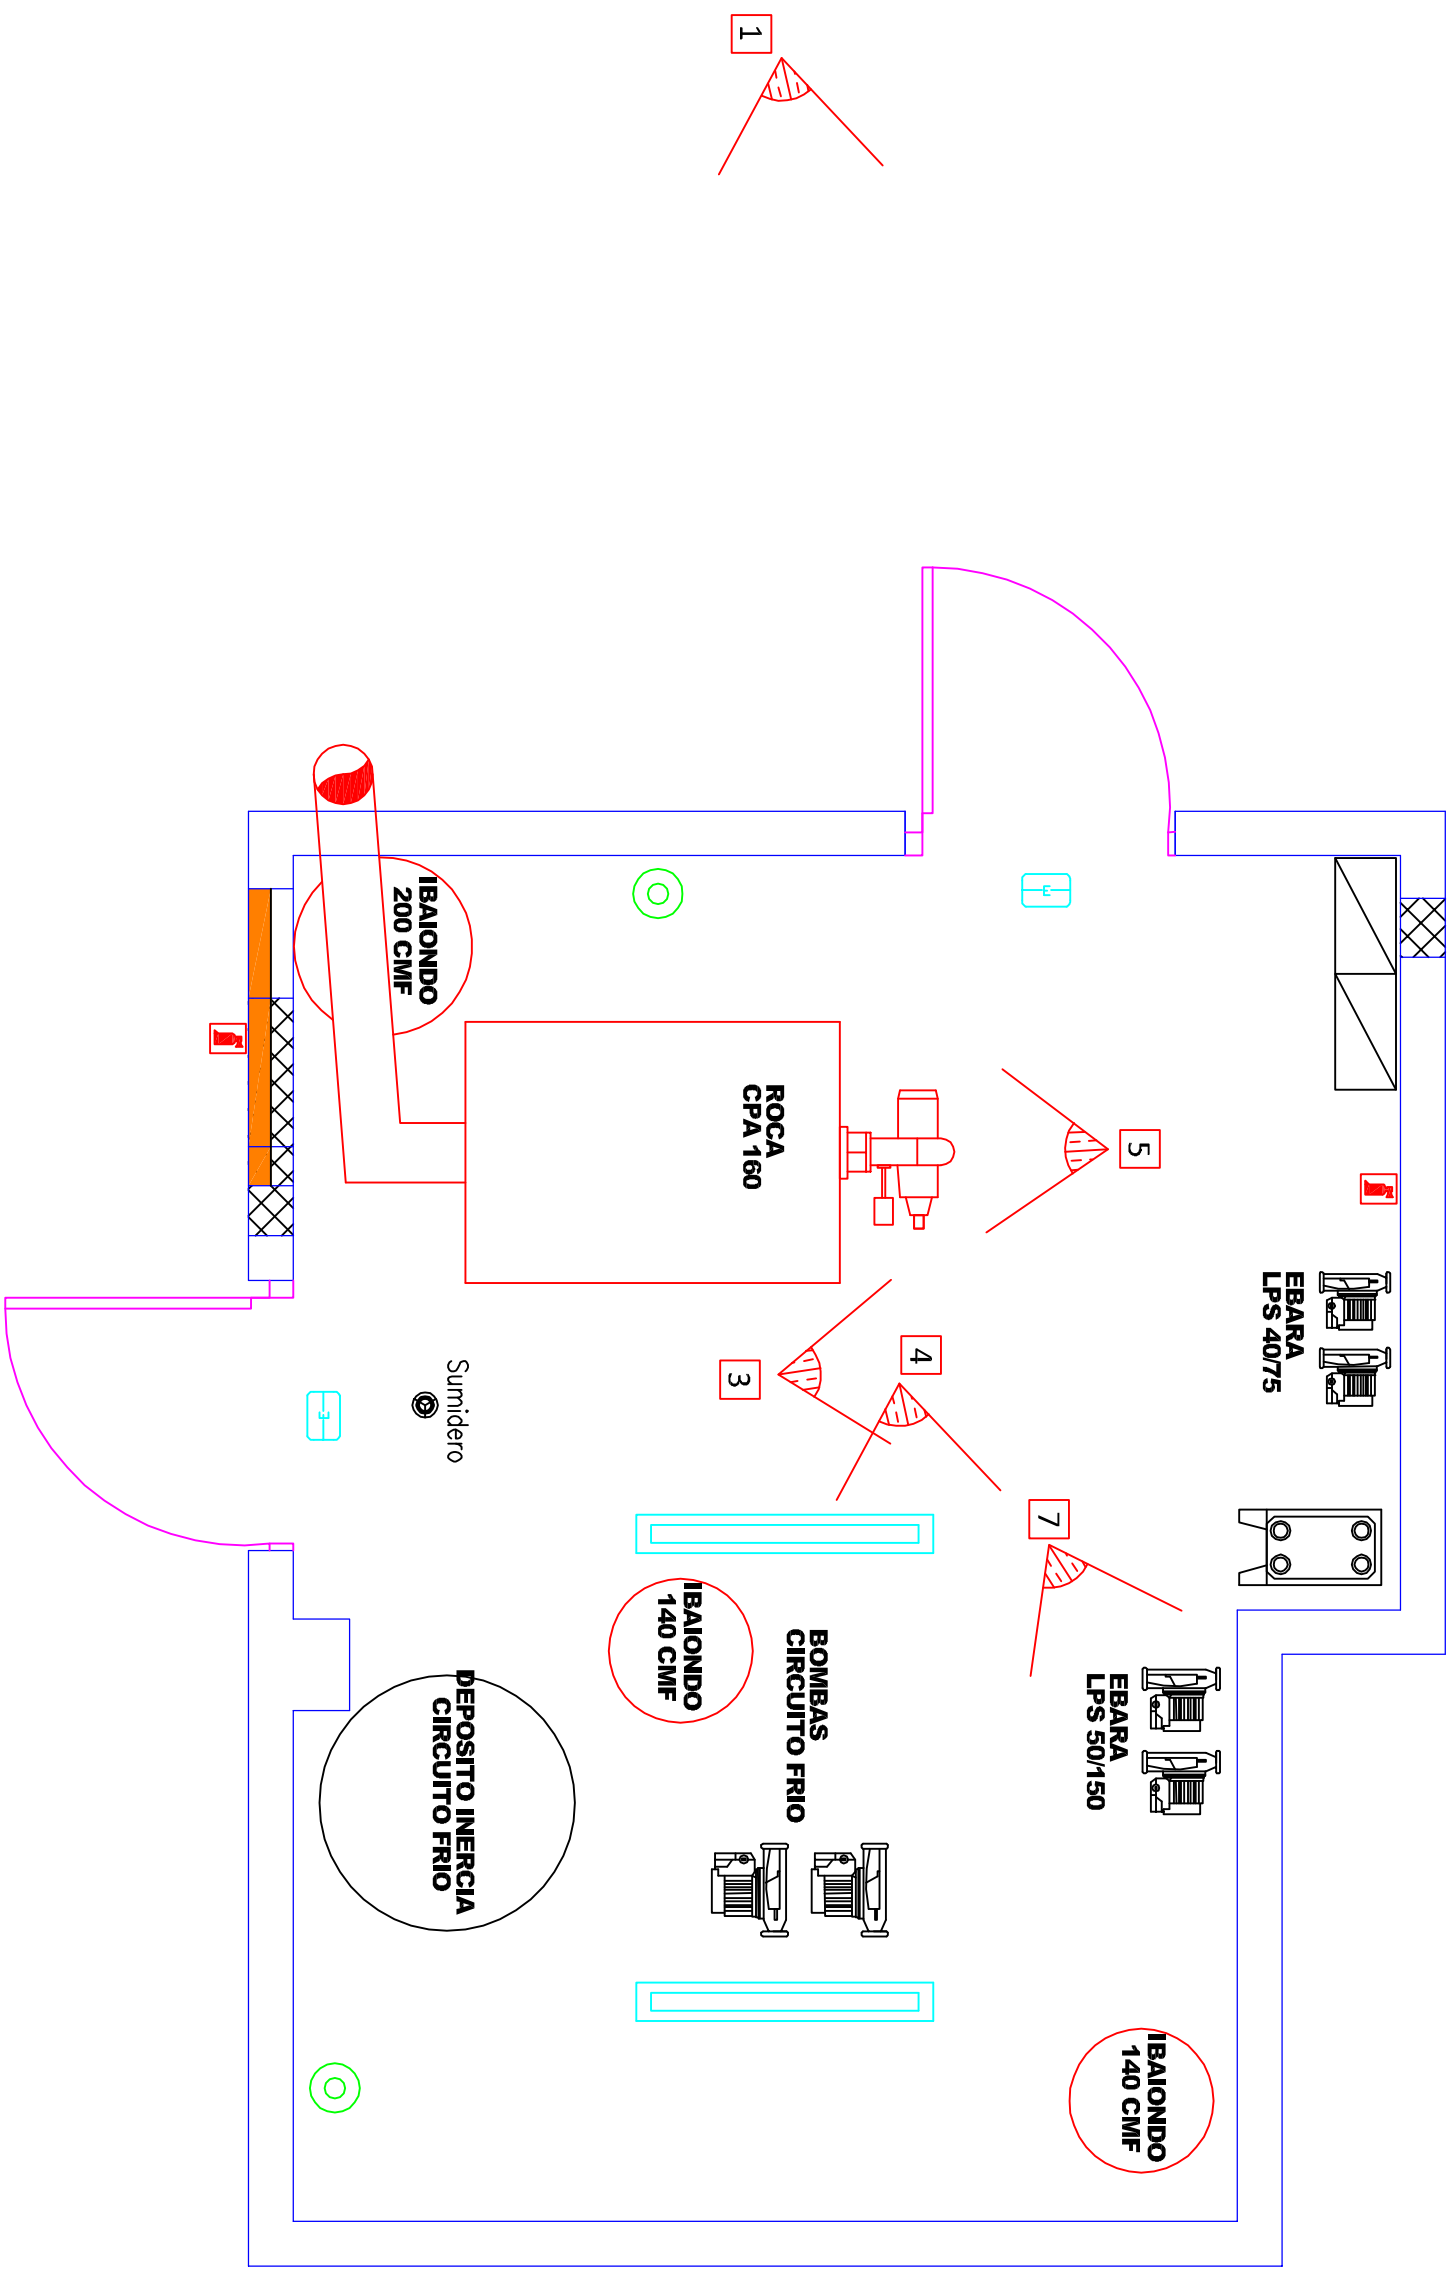 EBARA
LPS 40/75
5
IBAIONDO
140 CMF
EBARA
LPS 50/150
7
E
4
BOMBAS
CIRCUITO FRIO
ROCA
CPA 160
1
3
IBAIONDO
140 CMF
DEPOSITO INERCIA
CIRCUITO FRIO
Sumidero
IBAIONDO
200 CMF
E